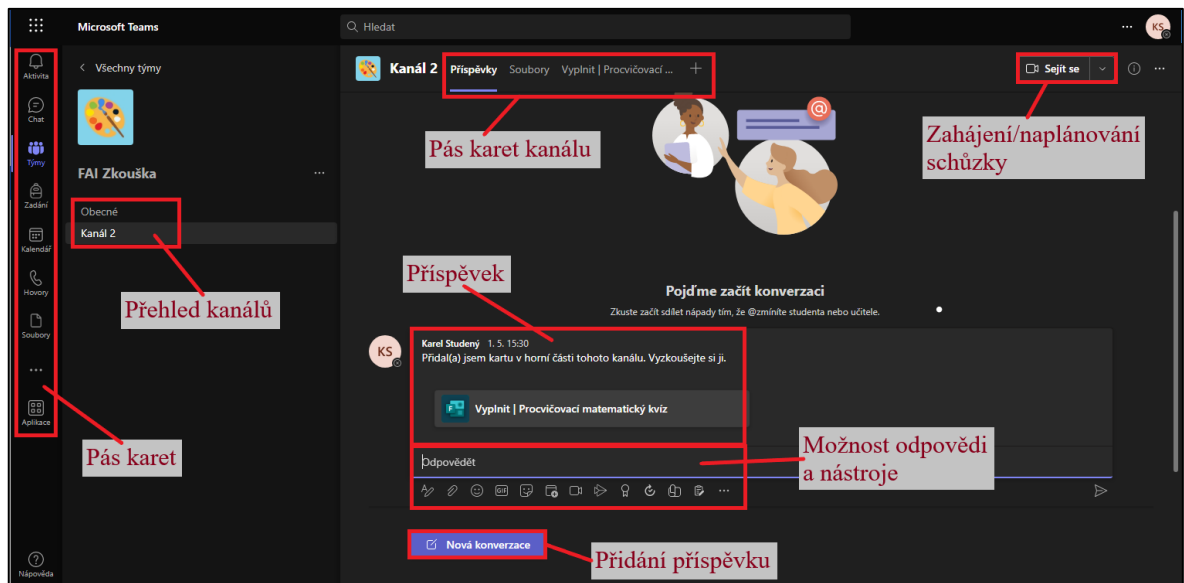 Microsoft Teams
Hledat
KS
Aktivita
Chat
Týmy
Zadání
Kalendář
Hovory
Soubory
Aplikace
Nápověda
Pás karet
Všechny týmy
FAI Zkouška
Obecné
Kanál 2
Přehled kanálů
Kanál 2 Příspěvky Soubory Vyplnit | Procvičovací ...
Sejít se
Pás karet kanálu
Zahájení/naplánování
schůzky
@
Příspěvek
Pojďme začít konverzaci
Zkuste začít sdílet nápady tím, že @zmíníte studenta nebo učitele.
KS
Karel Studený 1. 5. 15:30
Přidal(a) jsem kartu v horní části tohoto kanálu. Vyzkoušejte si ji.
F
Vyplnit | Procvičovací matematický kvíz
Odpovědět
Možnost odpovědi
a nástroje
GIF
Nová konverzace
Přidání příspěvku